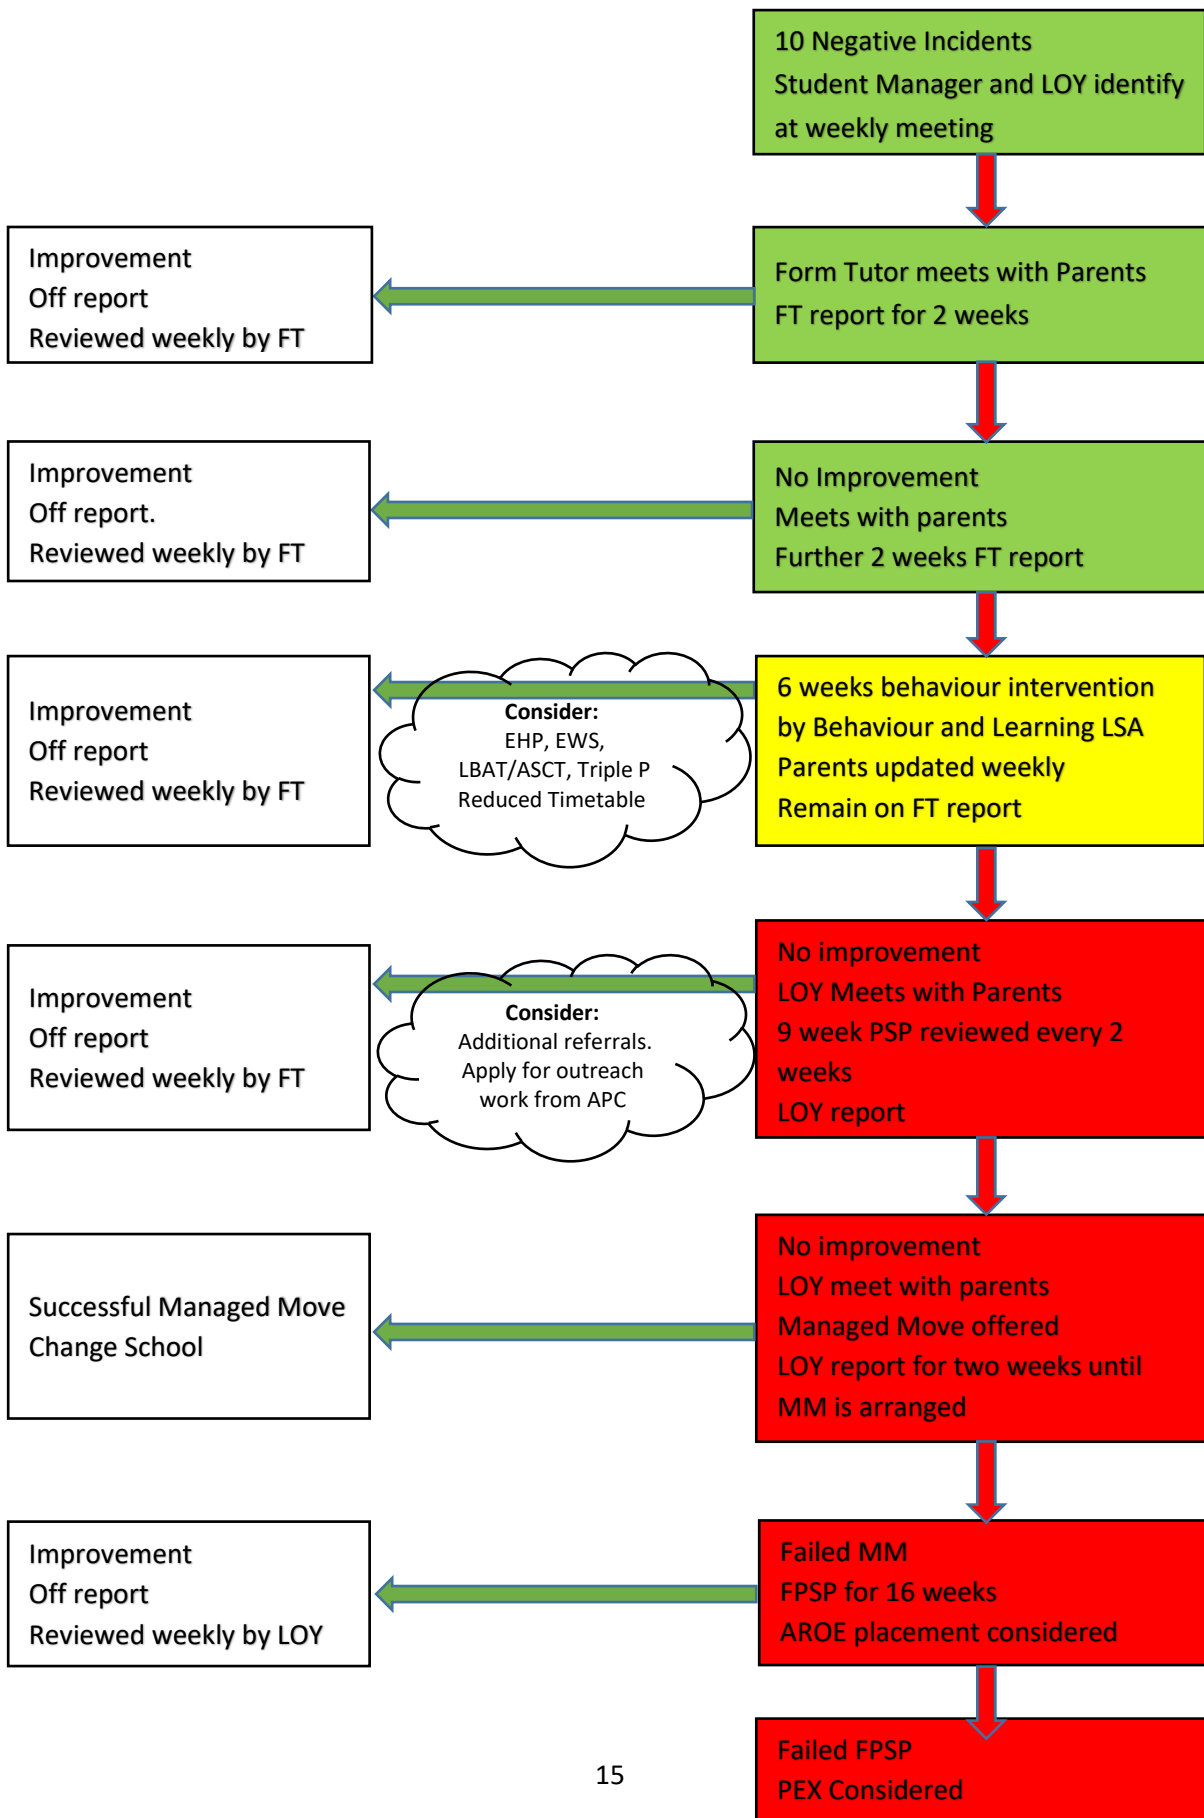 10 Negative Incidents
Student Manager and LOY identify
at weekly meeting
Improvement
Off report
Reviewed weekly by FT
Form Tutor meets with Parents
FT report for 2 weeks
Improvement
Off report.
Reviewed weekly by FT
No Improvement
Meets with parents
Further 2 weeks FT report
Improvement
Off report
Reviewed weekly by FT
Consider:
EHP, EWS,
LBAT/ASCT, Triple P
Reduced Timetable
6 weeks behaviour intervention
by Behaviour and Learning LSA
Parents updated weekly
Remain on FT report
Improvement
Off report
Reviewed weekly by FT
Consider:
Additional referrals.
Apply for outreach
work from APC
No improvement
LOY Meets with Parents
9 week PSP reviewed every 2
weeks
LOY report
Successful Managed Move
Change School
No improvement
LOY meet with parents
Managed Move offered
LOY report for two weeks until
MM is arranged
Improvement
Off report
Reviewed weekly by LOY
Failed MM
FPSP for 16 weeks
AROE placement considered
Failed FPSP
PEX Considered
15